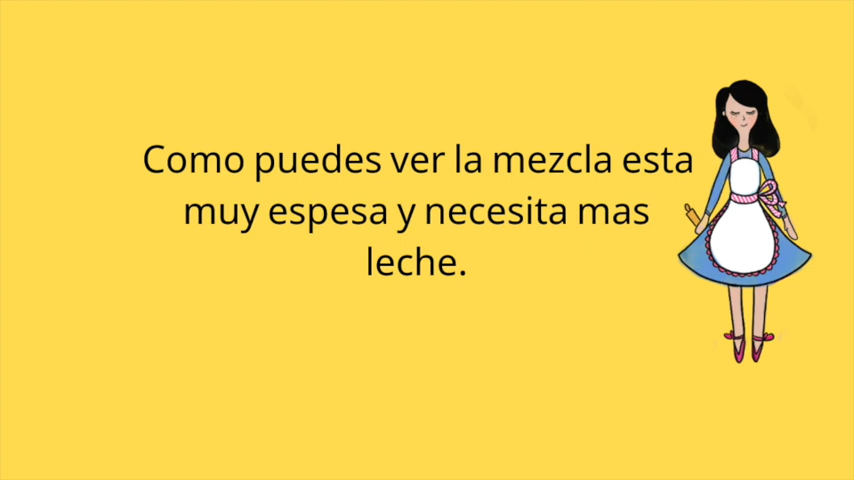 Como puedes ver la mezcla esta
muy espesa y necesita mas
leche.